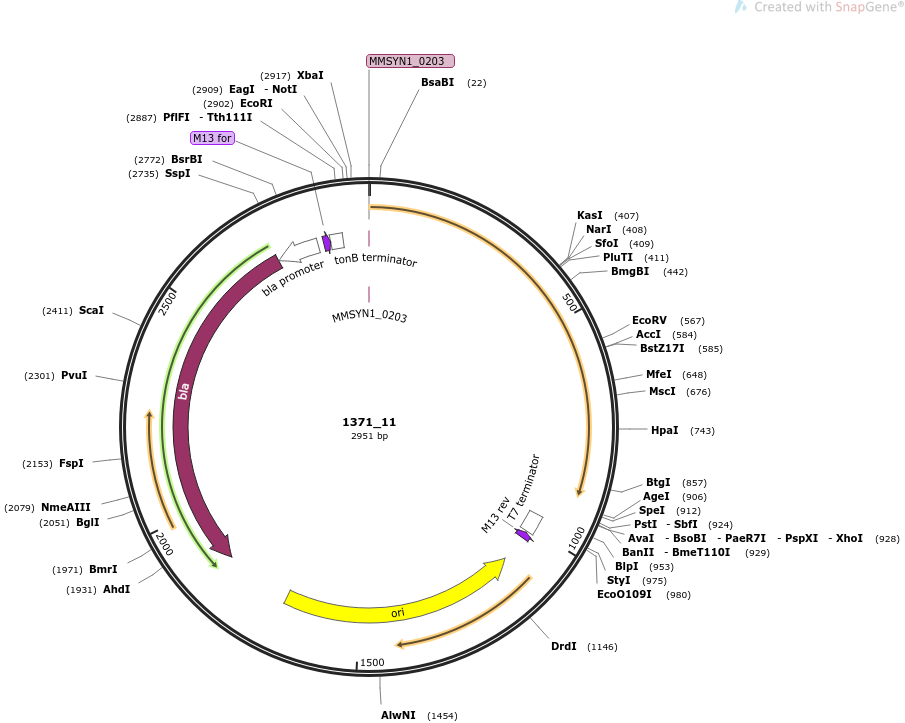 Created with SnapGene®
MMSYN1_0203
(2917) XbaI
BsaBI (22)
(2909) EagI - NotI
(2902) EcoRI
(2887) PflFI - Tth111I
M13 for
(2772) BsrBI
(2735) SspI
KasI (407)
NarI (408)
SfoI (409)
PluTI (411)
BmgBI (442)
tonB terminator
bla promoter
MMSYN1_0203
500
2500
(2411) ScaI
EcoRV (567)
AccI (584)
BstZ17I (585)
(2301) PvuI
MfeI (648)
MscI (676)
bla
1371_11
2951 bp
HpaI (743)
(2153) FspI
T7 terminator
M13 rev
BtgI (857)
AgeI (906)
SpeI (912)
(2079) NmeAIII
(2051) BglI
PstI - SbfI (924)
AvaI - BsoBI - PaeR7I - PspXI - XhoI (928)
BanII - BmeT110I (929)
1000
2000
(1971) BmrI
BlpI (953)
(1931) AhdI
StyI (975)
EcoO109I (980)
ori
DrdI (1146)
1500
AlwNI (1454)